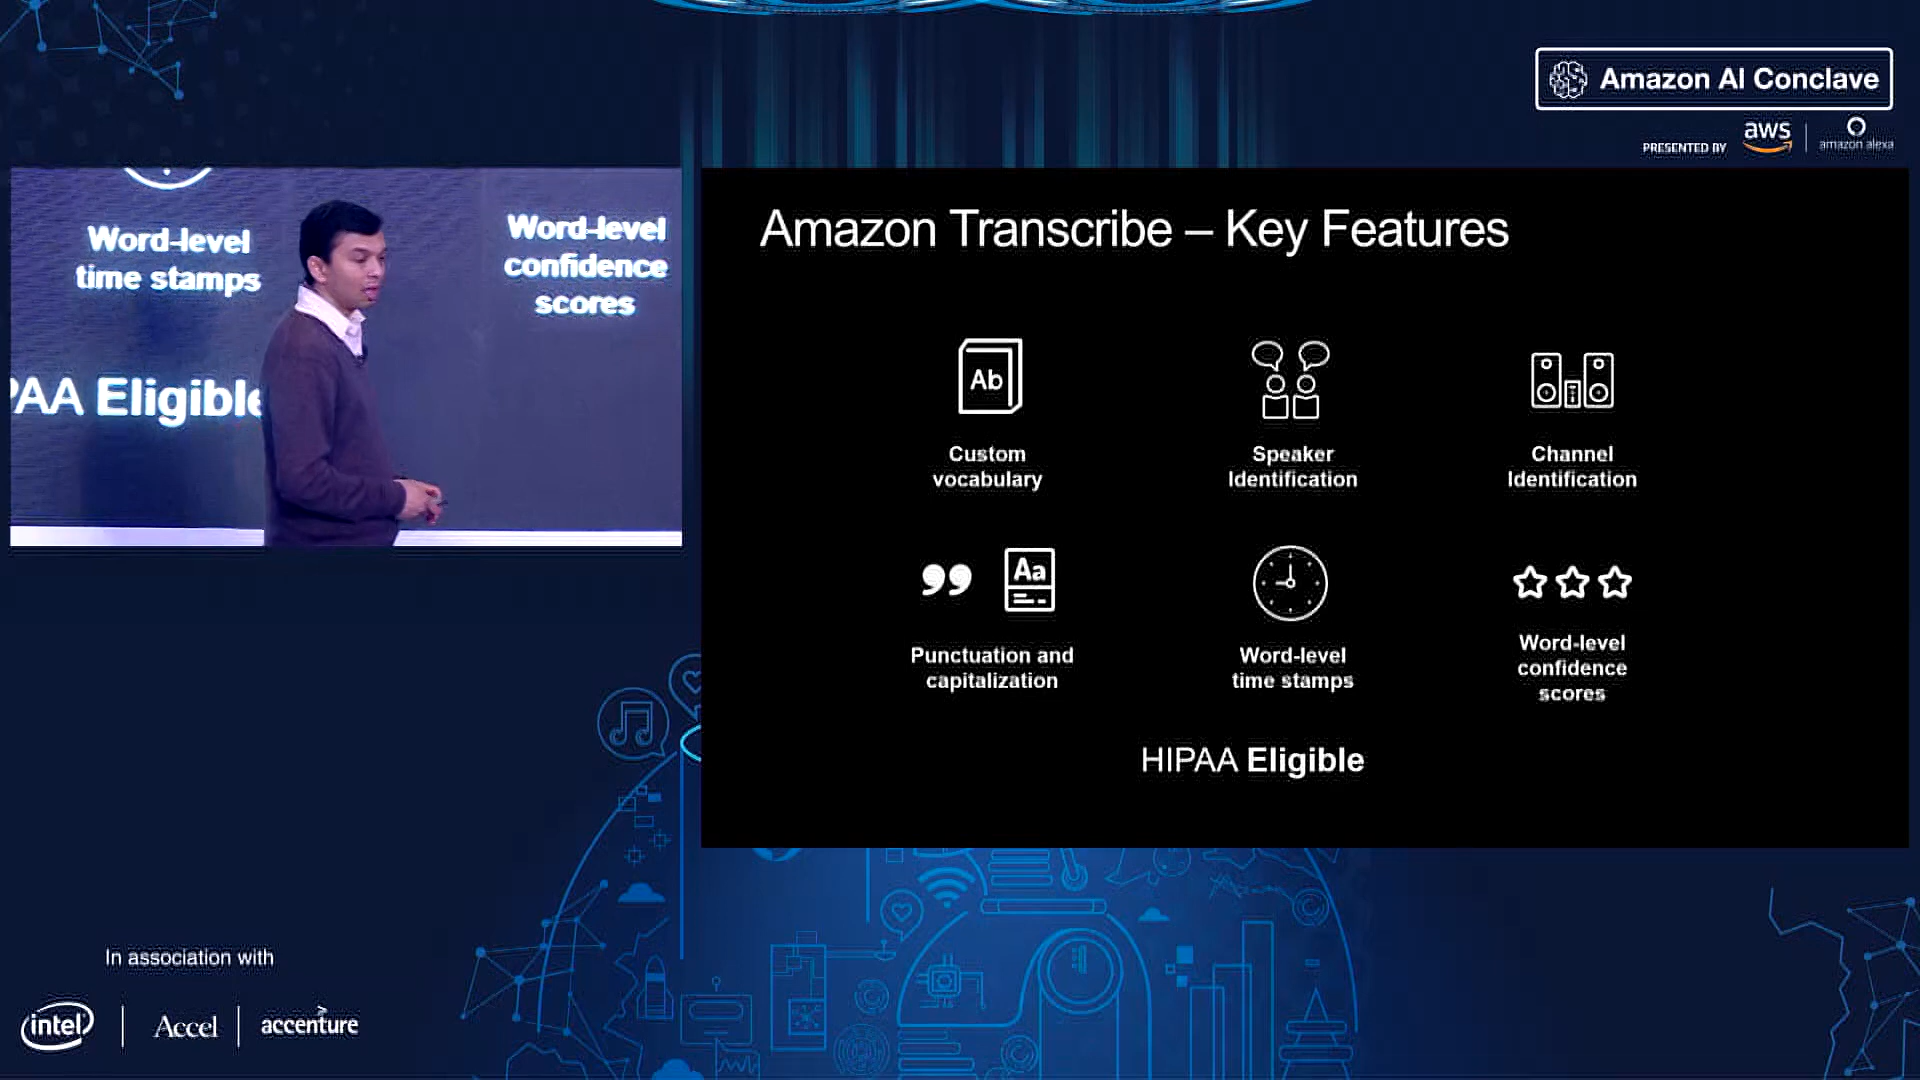 Amazon AI Conclave
PRESENTED BY
aws
amazon alexa
Word-level
time stamps
Word-level
confidence
scores
PAA Eligible
Amazon Transcribe – Key Features
Ab
Custom
vocabulary
Speaker
Identification
Channel
Identification
Aa
Punctuation and
capitalization
Word-level
time stamps
Word-level
confidence
scores
HIPAA Eligible
In association with
intel
Accel
accenture